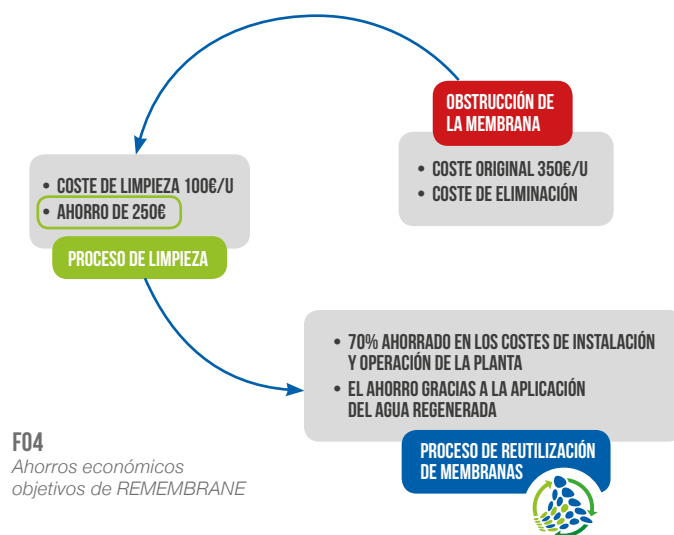 OBSTRUCCIÓN DE
LA MEMBRANA
• COSTE ORIGINAL 350€/U
• COSTE DE ELIMINACIÓN
• COSTE DE LIMPIEZA 100€/U
• AHORRO DE 250€
PROCESO DE LIMPIEZA
• 70% AHORRADO EN LOS COSTES DE INSTALACIÓN
Y OPERACIÓN DE LA PLANTA
• EL AHORRO GRACIAS A LA APLICACIÓN
DEL AGUA REGENERADA
PROCESO DE REUTILIZACIÓN
DE MEMBRANAS
F04
Ahorros económicos
objetivos de REMEMBRANE